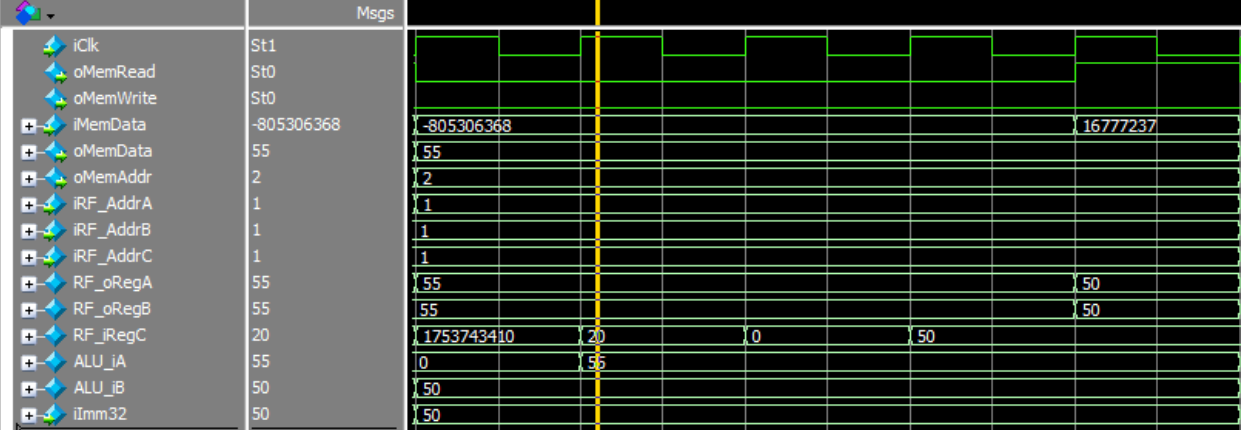 Msgs
iClk St1
oMemRead St0
oMemWrite St0
iMemData -805306368 -805306368 16777237
oMemData 55 55
oMemAddr 2 2
iRF_AddrA 1 1
iRF_AddrB 1 1
iRF_AddrC 1 1
RF_oRegA 55 55 50
RF_oRegB 55 55 50
RF_iRegC 20 1753743410 20 0 50
ALU_iA 55 0 55
ALU_iB 50 50
iImm32 50 50